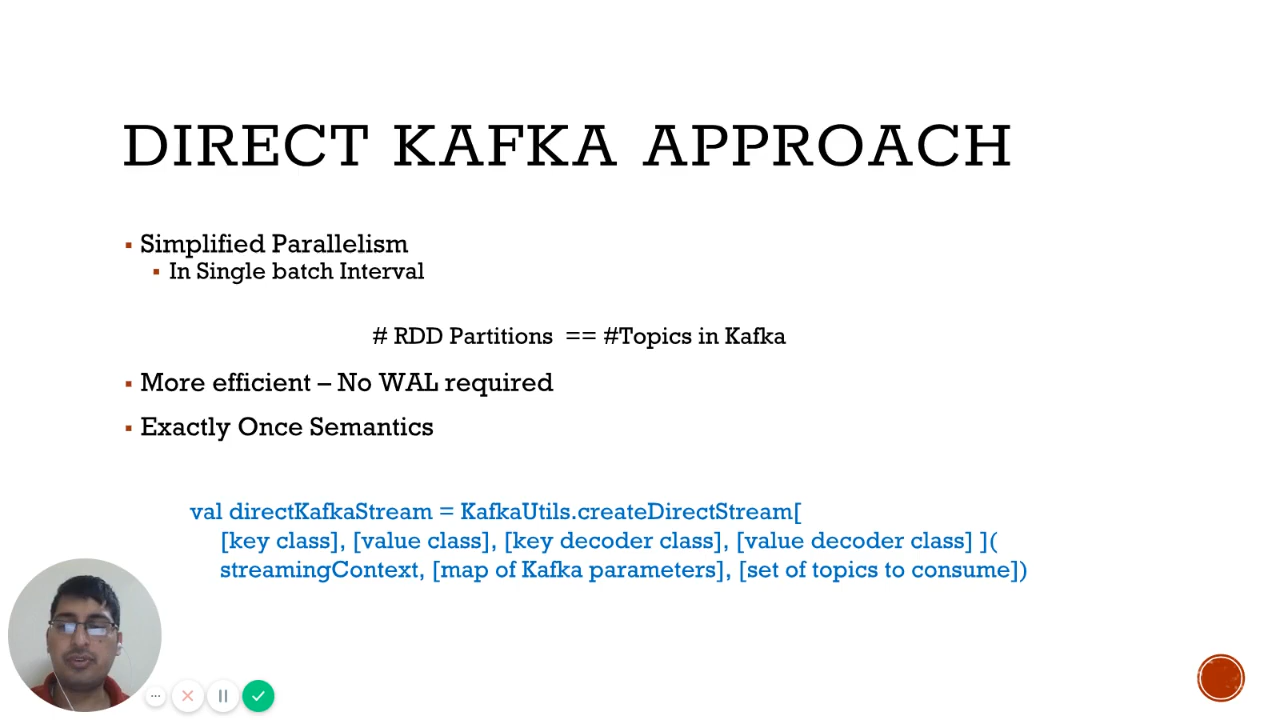 DIRECT KAFKA APPROACH
Simplified Parallelism
In Single batch Interval
# RDD Partitions == #Topics in Kafka
More efficient – No WAL required
Exactly Once Semantics
val directKafkaStream = KafkaUtils.createDirectStream[
[key class], [value class], [key decoder class], [value decoder class] ](
streamingContext, [map of Kafka parameters], [set of topics to consume])